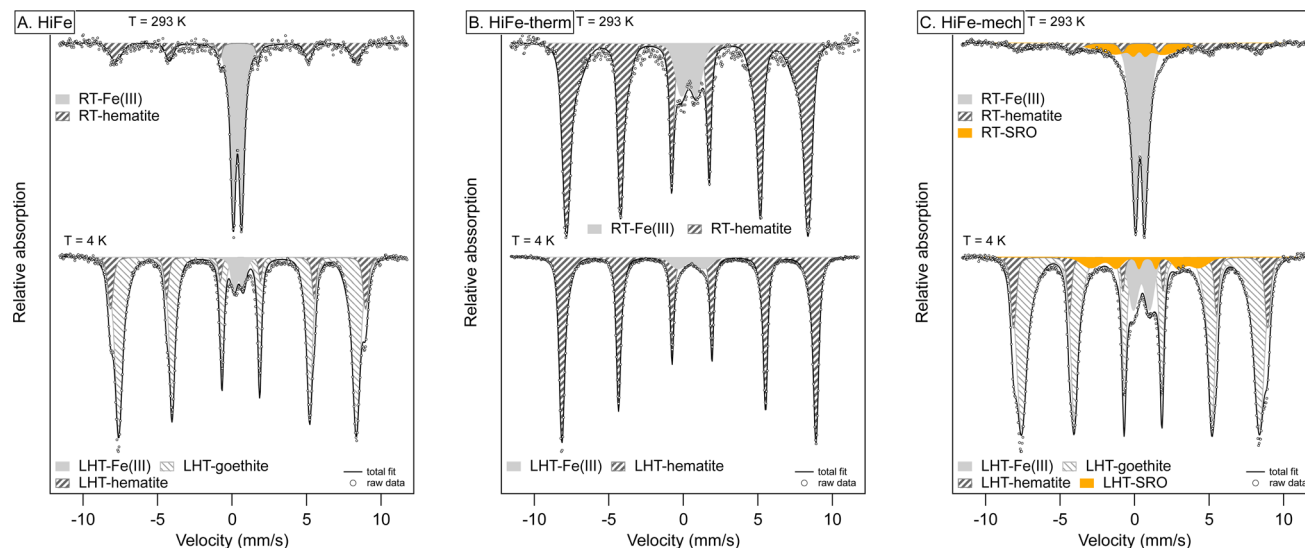 A. HiFe
T = 293 K
RT-Fe(III)
RT-hematite
T = 4 K
LHT-Fe(III) LHT-goethite
LHT-hematite
total fit
raw data
Relative absorption
-10 -5 0 5 10
Velocity (mm/s)
B. HiFe-therm
T = 293 K
RT-Fe(III) RT-hematite
T = 4 K
LHT-Fe(III) LHT-hematite
total fit
raw data
Relative absorption
-10 -5 0 5 10
Velocity (mm/s)
C. HiFe-mech
T = 293 K
RT-Fe(III)
RT-hematite
RT-SRO
T = 4 K
LHT-Fe(III) LHT-goethite
LHT-hematite LHT-SRO
total fit
raw data
Relative absorption
-10 -5 0 5 10
Velocity (mm/s)